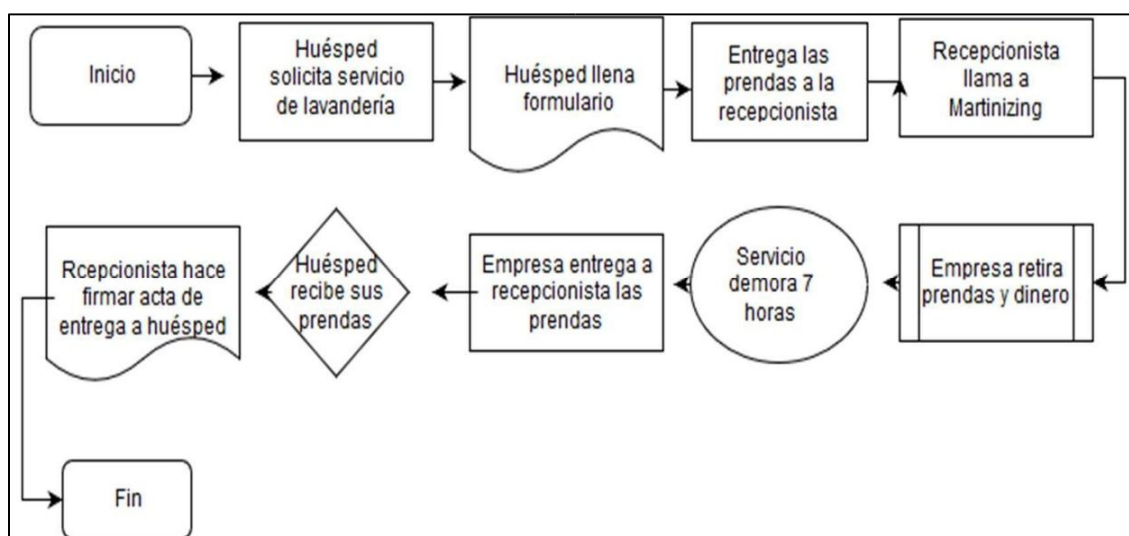 Inicio
Huésped
solicita servicio
de lavandería
Huésped llena
formulario
Entrega las
prendas a la
recepcionista
Recepcionista
llama a
Martinizing
Empresa retira
prendas y dinero
Servicio
demora 7
horas
Empresa entrega a
recepcionista las
prendas
Huésped
recibe sus
prendas
Rcepcionista hace
firmar acta de
entrega a huésped
Fin